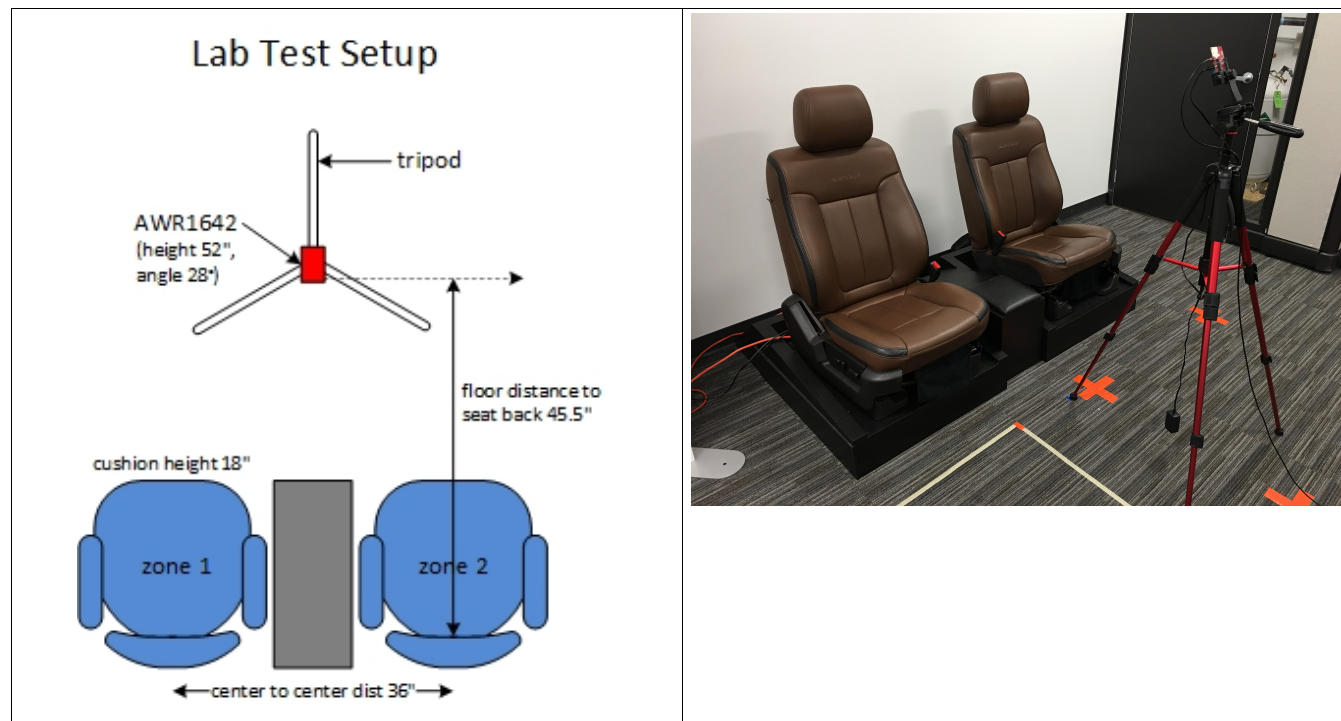 Lab Test Setup
tripod
AWR1642
(height 52",
angle 28°)
floor distance to
seat back 45.5"
cushion height 18"
zone 1
zone 2
center to center dist 36"